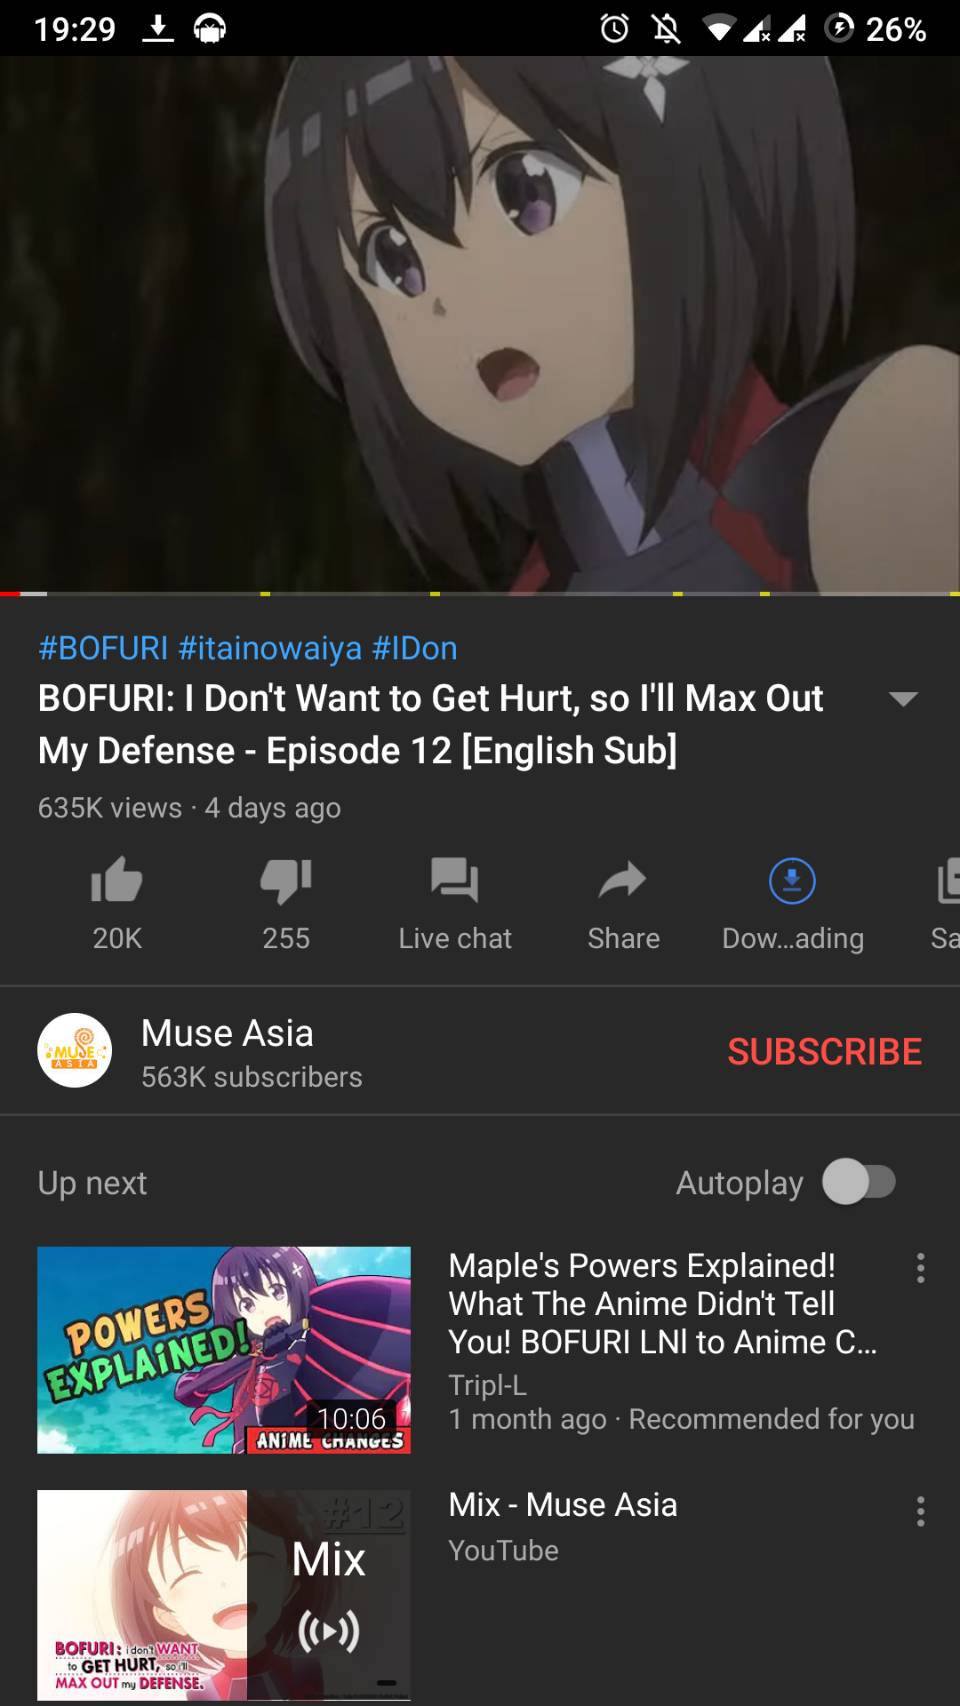 19:29
26%
#BOFURI #itainowaiya #IDon
BOFURI: I Don't Want to Get Hurt, so I'll Max Out
My Defense - Episode 12 [English Sub]
635K views · 4 days ago
20K
255
Live chat
Share
Dow...ading
Sa
MUSE
ASIA
Muse Asia
563K subscribers
SUBSCRIBE
Up next
Autoplay
POWERS
EXPLAINED!
10:06
ANIME CHANGES
Maple's Powers Explained!
What The Anime Didn't Tell
You! BOFURI LNl to Anime C...
Tripl-L
1 month ago · Recommended for you
#12
Mix
BOFURI: i don't WANT
to GET HURT, so i'll
MAX OUT my DEFENSE.
Mix - Muse Asia
YouTube